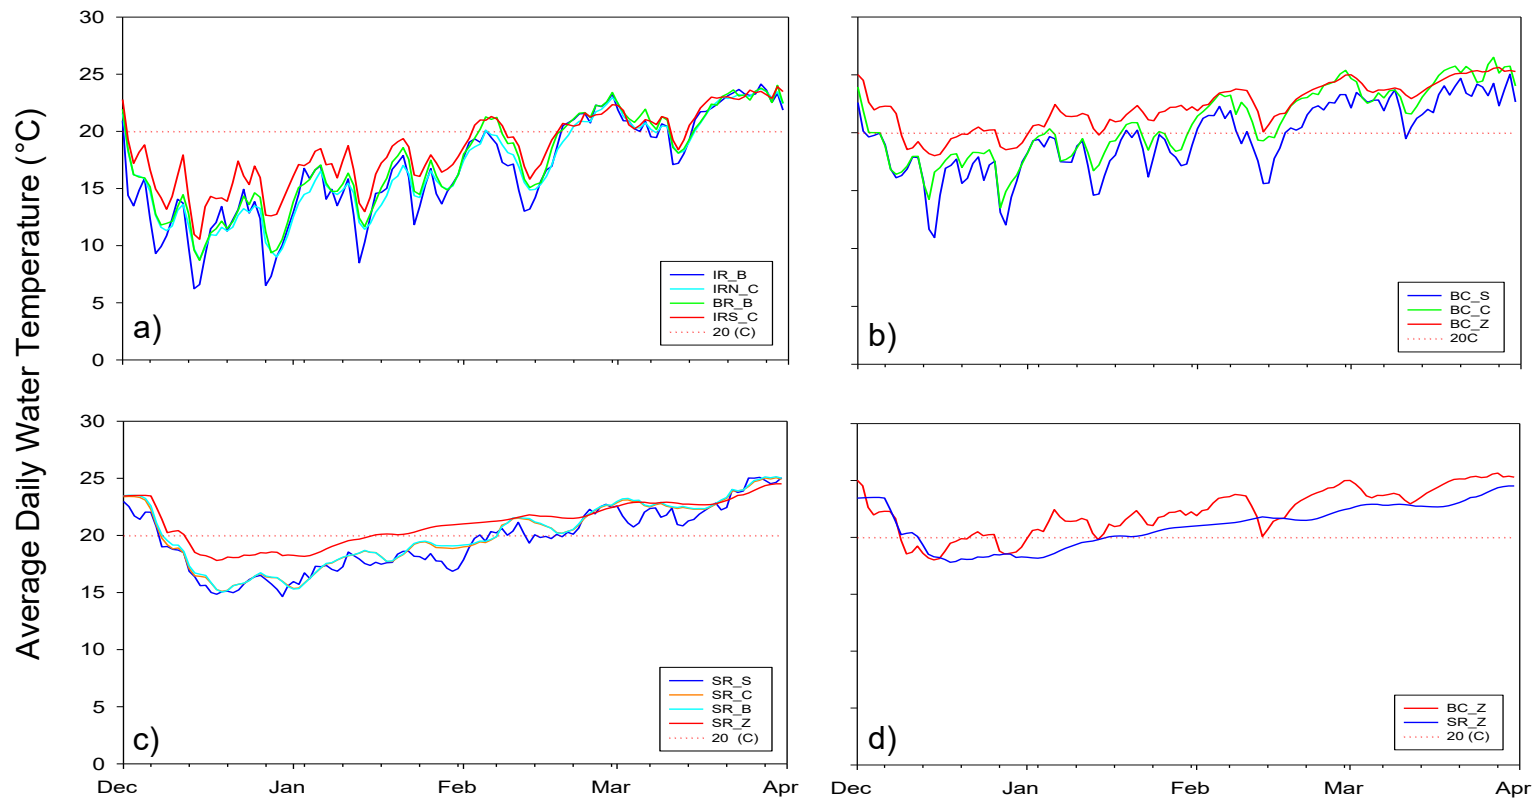 Average Daily Water Temperature (°C)
30
25
20
15
10
5
0
IR_B
IRN_C
BR_B
IRS_C
20 (C)
a)
BC_S
BC_C
BC_Z
20C
b)
30
25
20
15
10
5
0
SR_S
SR_C
SR_B
SR_Z
20 (C)
c)
Dec Jan Feb Mar Apr
BC_Z
SR_Z
20 (C)
d)
Dec Jan Feb Mar Apr